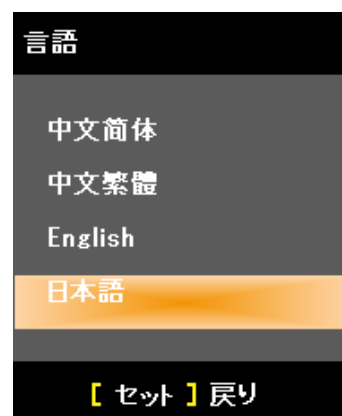 言語
中文简体
中文繁體
English
日本語
[ セット ] 戻り